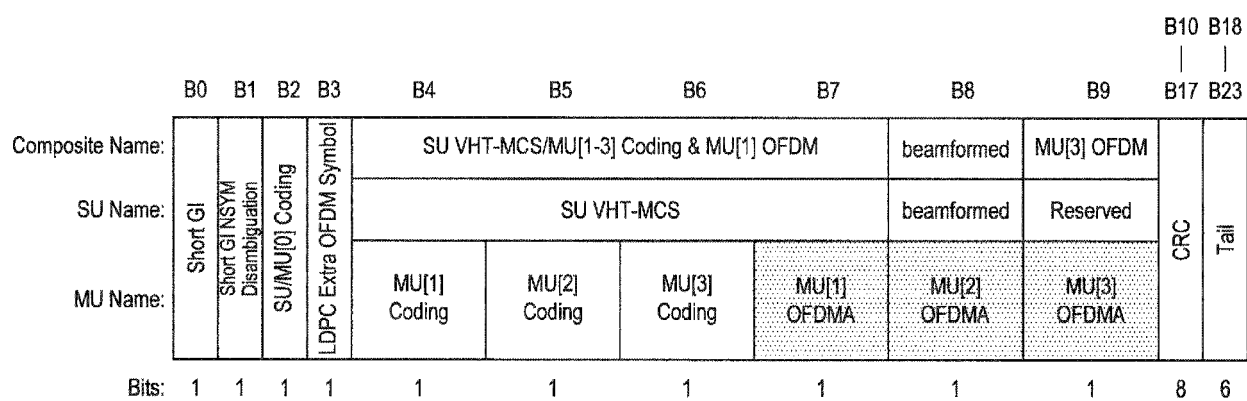 B10 B18
B0 B1 B2 B3 B4 B5 B6 B7 B8 B9 B17 B23
Composite Name:
SU Name:
MU Name:
Short GI
Short GI NSYM
Disambiguation
SU/MU[0] Coding
LDPC Extra OFDM Symbol
SU VHT-MCS/MU[1-3] Coding & MU[1] OFDM
beamformed
MU[3] OFDM
SU VHT-MCS
beamformed
Reserved
MU[1]
Coding
MU[2]
Coding
MU[3]
Coding
MU[1]
OFDMA
MU[2]
OFDMA
MU[3]
OFDMA
CRC
Tail
Bits: 1 1 1 1 1 1 1 1 1 1 8 6